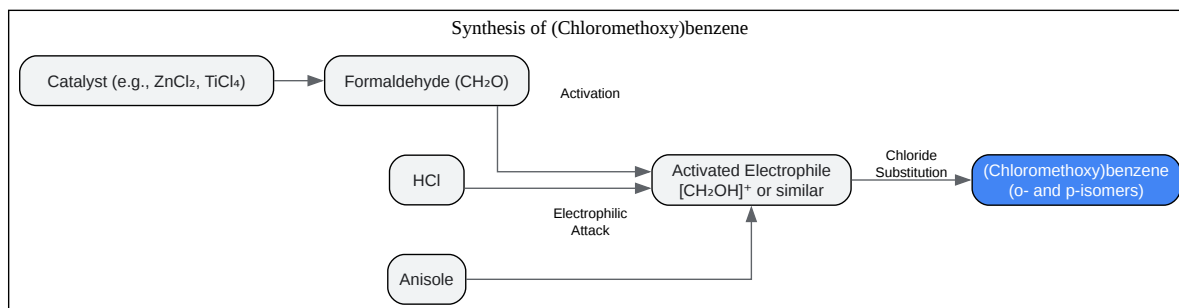 Synthesis of (Chloromethoxy)benzene
Catalyst (e.g., ZnCl₂, TiCl₄)
Formaldehyde (CH₂O)
Activation
HCl
Electrophilic
Attack
Anisole
Activated Electrophile
[CH₂OH]⁺ or similar
Chloride
Substitution
(Chloromethoxy)benzene
(o- and p-isomers)